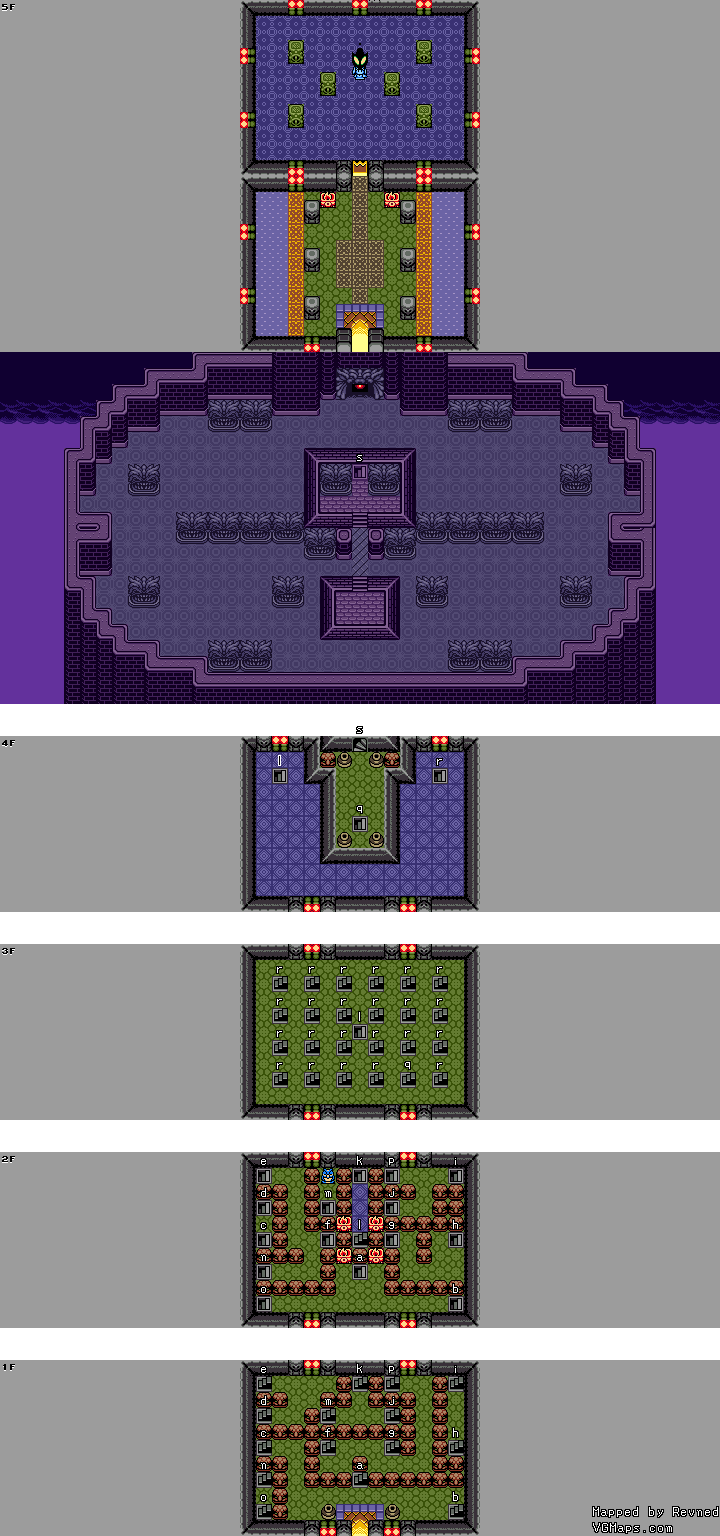 5F
s
s
4F
l r
q
3F
r r r r r r
r r r r r r
l
r r r r r r
r r r r q r
2F
e k p i
d m j
c f l g h
n a
o b
1F
e k p i
d m j
c f g h
n a
o b
Mapped by Revned
VGMaps.com